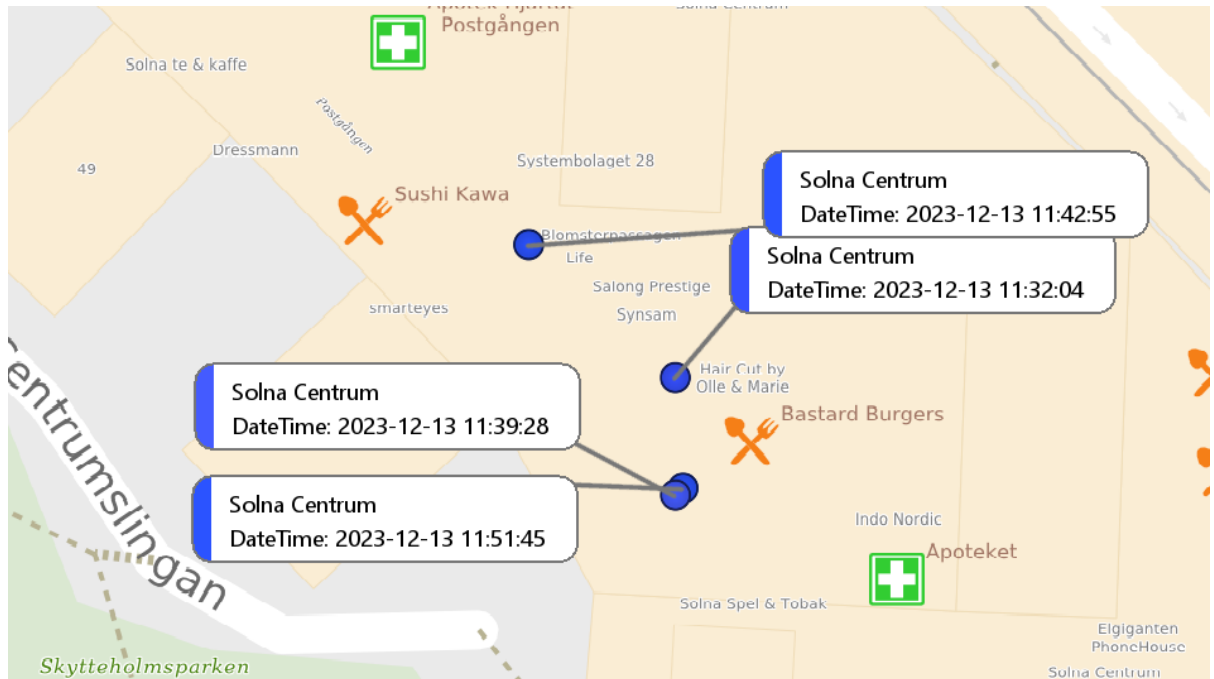 Postgången
Solna te & kaffe
Postgången
Dressmann
49
Systembolaget 28
Sushi Kawa
Solna Centrum
DateTime: 2023-12-13 11:42:55
Blomsterpassagen
Life
Solna Centrum
DateTime: 2023-12-13 11:32:04
Salong Prestige
Synsam
smarteyes
Hair Cut by
Olle & Marie
Solna Centrum
DateTime: 2023-12-13 11:39:28
Bastard Burgers
Centrumslingan
Solna Centrum
DateTime: 2023-12-13 11:51:45
Indo Nordic
Apoteket
Solna Spel & Tobak
Elgiganten
PhoneHouse
Skytteholmsparken
Solna Centrum